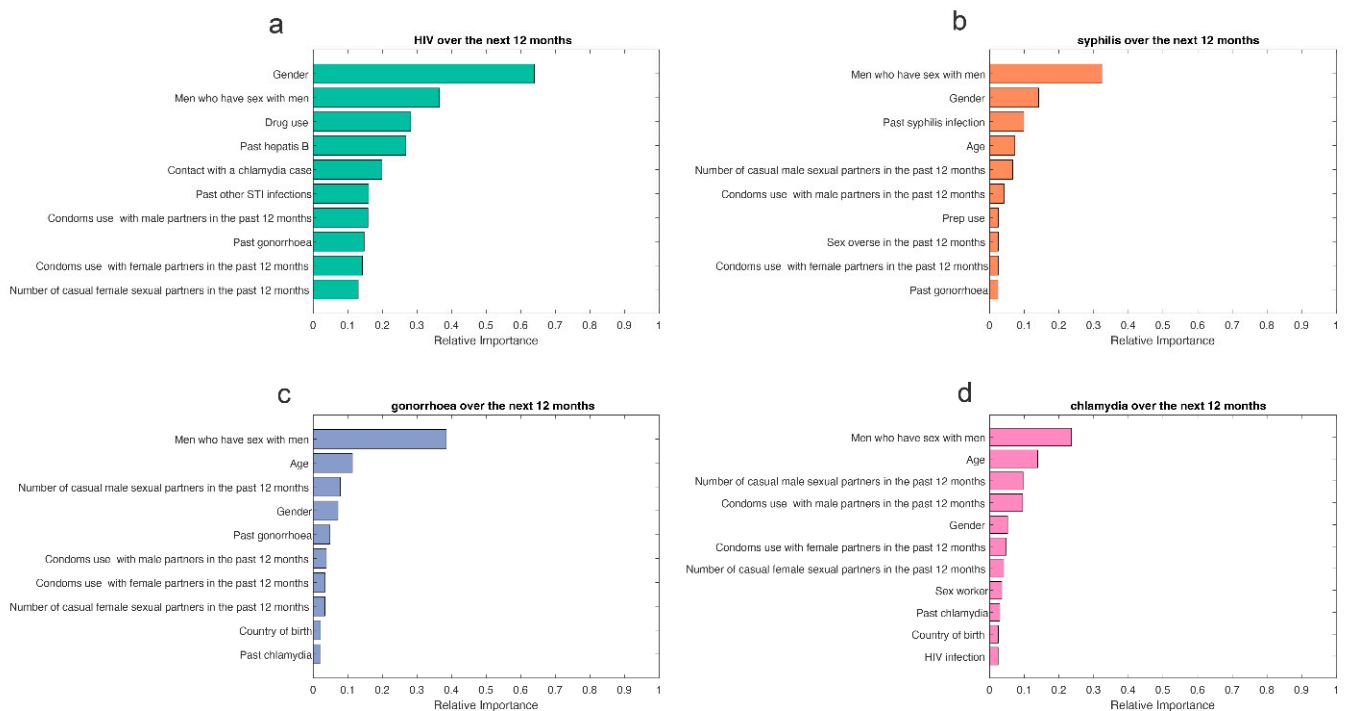 a
HIV over the next 12 months
Gender
Men who have sex with men
Drug use
Past hepatis B
Contact with a chlamydia case
Past other STI infections
Condoms use with male partners in the past 12 months
Past gonorrhoea
Condoms use with female partners in the past 12 months
Number of casual female sexual partners in the past 12 months
0 0.1 0.2 0.3 0.4 0.5 0.6 0.7 0.8 0.9 1
Relative Importance
b
syphilis over the next 12 months
Men who have sex with men
Gender
Past syphilis infection
Age
Number of casual male sexual partners in the past 12 months
Condoms use with male partners in the past 12 months
Prep use
Sex overse in the past 12 months
Condoms use with female partners in the past 12 months
Past gonorrhoea
0 0.1 0.2 0.3 0.4 0.5 0.6 0.7 0.8 0.9 1
Relative Importance
c
gonorrhoea over the next 12 months
Men who have sex with men
Age
Number of casual male sexual partners in the past 12 months
Gender
Past gonorrhoea
Condoms use with male partners in the past 12 months
Condoms use with female partners in the past 12 months
Number of casual female sexual partners in the past 12 months
Country of birth
Past chlamydia
0 0.1 0.2 0.3 0.4 0.5 0.6 0.7 0.8 0.9 1
Relative Importance
d
chlamydia over the next 12 months
Men who have sex with men
Age
Number of casual male sexual partners in the past 12 months
Condoms use with male partners in the past 12 months
Gender
Condoms use with female partners in the past 12 months
Number of casual female sexual partners in the past 12 months
Sex worker
Past chlamydia
Country of birth
HIV infection
0 0.1 0.2 0.3 0.4 0.5 0.6 0.7 0.8 0.9 1
Relative Importance